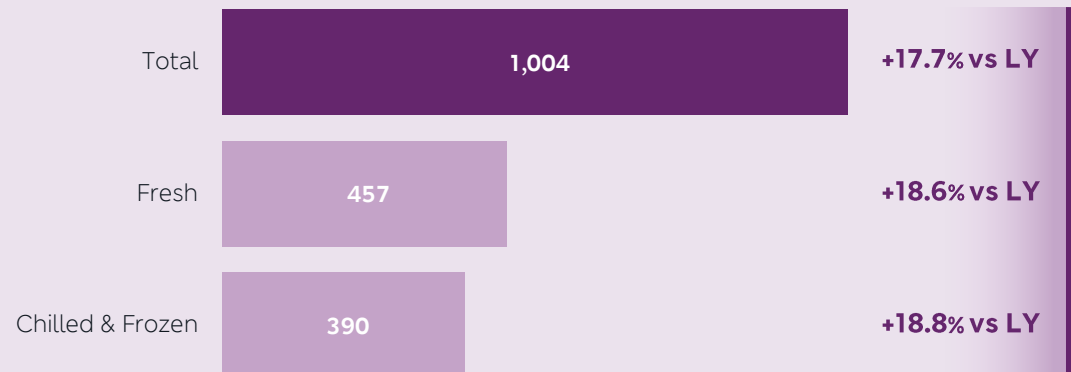 Total 1,004 +17.7% vs LY
Fresh 457 +18.6% vs LY
Chilled & Frozen 390 +18.8% vs LY